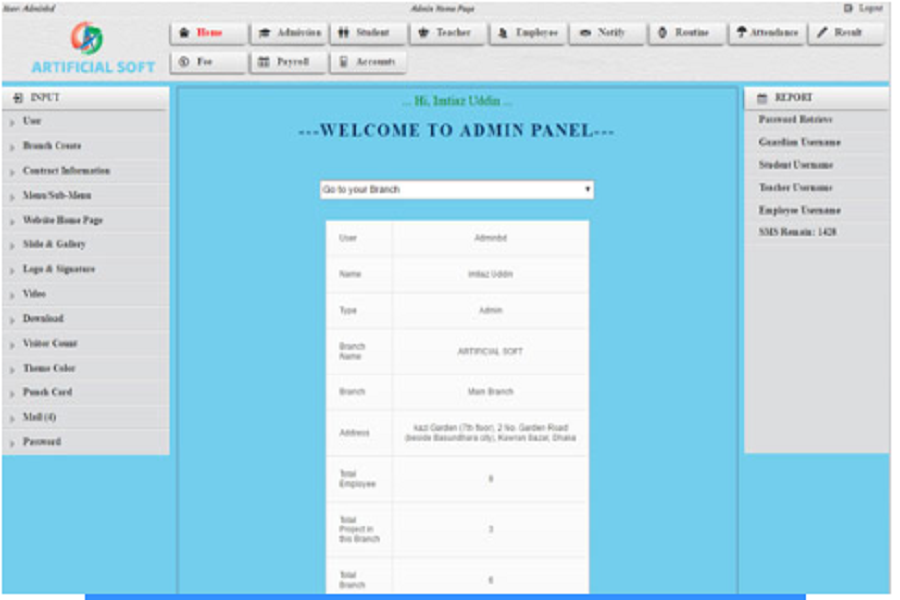 User: Adminbd
Admin Home Page
Logout
ARTIFICIAL SOFT
Home
Admission
Student
Teacher
Employee
Notify
Routine
Attendance
Result
Fee
Payroll
Accounts
INPUT
User
Branch Create
Contract Information
Menu/Sub-Menu
Website Home Page
Slide & Gallery
Logo & Signature
Video
Download
Visitor Count
Theme Color
Punch Card
Mail (4)
Password
... Hi, Imtiaz Uddin ...
---WELCOME TO ADMIN PANEL---
Go to your Branch
User Adminbd
Name Imtiaz Uddin
Type Admin
Branch
Name
ARTIFICIAL SOFT
Branch Main Branch
Address
kazi Garden (7th floor), 2 No. Garden Road
(beside Basundhara city), Kawran Bazar, Dhaka
Total
Employee
Total
Project in
this Branch
3
Total
Branch
6
REPORT
Password Retrieve
Guardian Username
Student Username
Teacher Username
Employee Username
SMS Remain: 1428